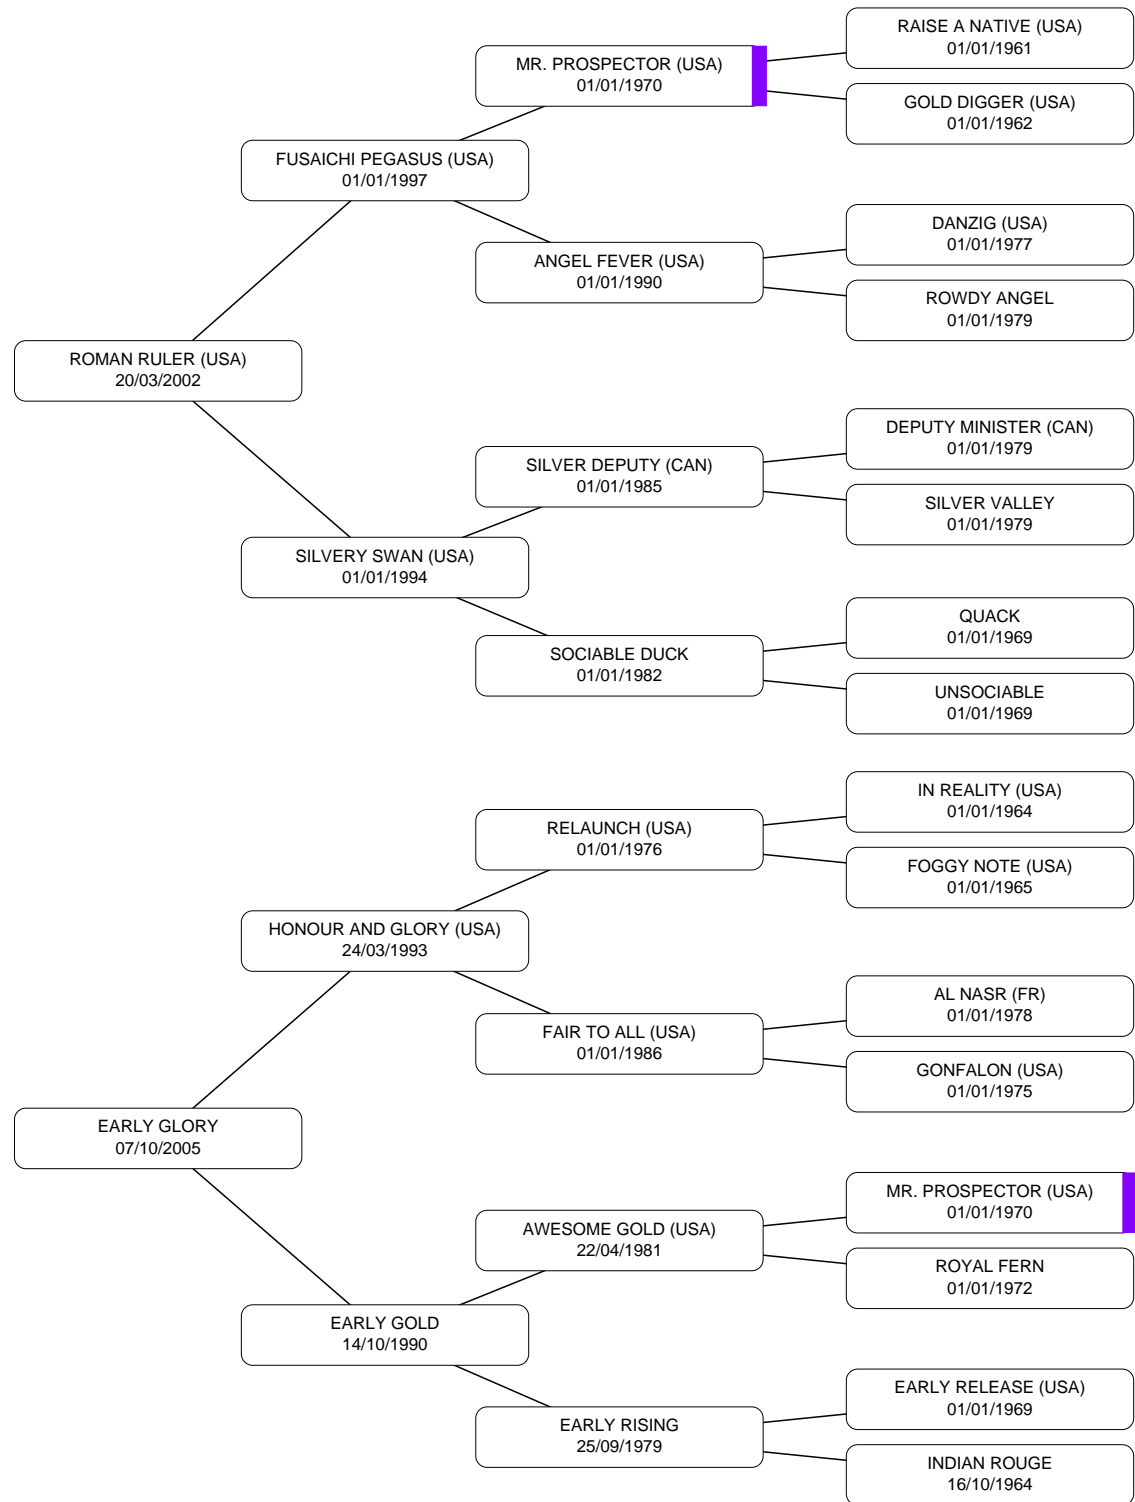 RAISE A NATIVE (USA)
01/01/1961
MR. PROSPECTOR (USA)
01/01/1970
GOLD DIGGER (USA)
01/01/1962
FUSAICHI PEGASUS (USA)
01/01/1997
DANZIG (USA)
01/01/1977
ANGEL FEVER (USA)
01/01/1990
ROWDY ANGEL
01/01/1979
ROMAN RULER (USA)
20/03/2002
DEPUTY MINISTER (CAN)
01/01/1979
SILVER DEPUTY (CAN)
01/01/1985
SILVER VALLEY
01/01/1979
SILVERY SWAN (USA)
01/01/1994
QUACK
01/01/1969
SOCIABLE DUCK
01/01/1982
UNSOCIABLE
01/01/1969
IN REALITY (USA)
01/01/1964
RELAUNCH (USA)
01/01/1976
FOGGY NOTE (USA)
01/01/1965
HONOUR AND GLORY (USA)
24/03/1993
AL NASR (FR)
01/01/1978
FAIR TO ALL (USA)
01/01/1986
GONFALON (USA)
01/01/1975
EARLY GLORY
07/10/2005
MR. PROSPECTOR (USA)
01/01/1970
AWESOME GOLD (USA)
22/04/1981
ROYAL FERN
01/01/1972
EARLY GOLD
14/10/1990
EARLY RELEASE (USA)
01/01/1969
EARLY RISING
25/09/1979
INDIAN ROUGE
16/10/1964